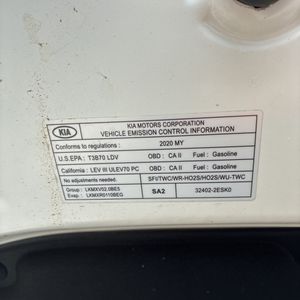 KIA
KIA MOTORS CORPORATION
VEHICLE EMISSION CONTROL INFORMATION
Conforms to regulations : 2020 MY
U.S.EPA : T3B70 LDV OBD : CA II Fuel : Gasoline
California : LEV III ULEV70 PC OBD : CA II Fuel : Gasoline
No adjustments needed. SFI/TWC/WR-HO2S/HO2S/WU-TWC
Group : LKMXV02.0BE5 SA2 32402-2ESK0
Evap : LKMXR0110BEG